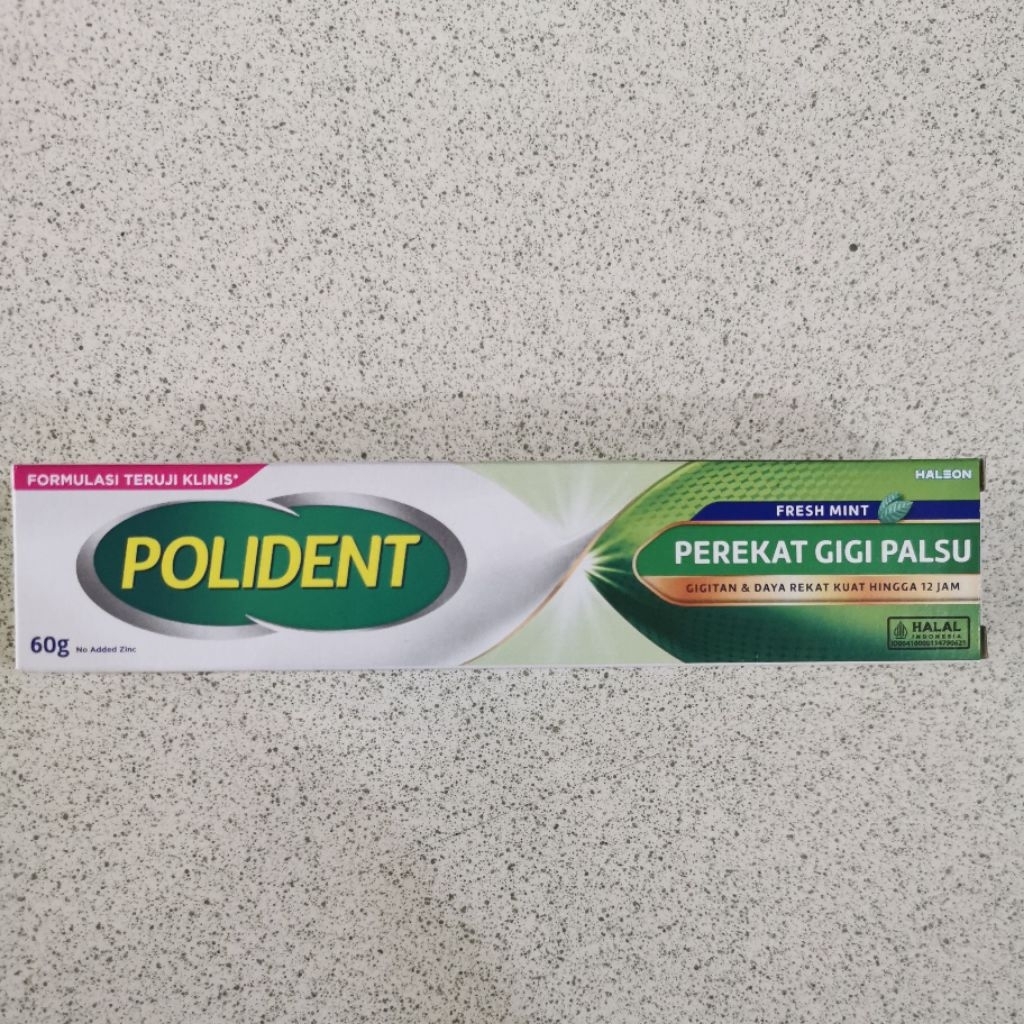 FORMULASI TERUJI KLINIS*
POLIDENT
60g No Added Zinc
HALEON
FRESH MINT
PEREKAT GIGI PALSU
GIGITAN & DAYA REKAT KUAT HINGGA 12 JAM
HALAL
INDONESIA